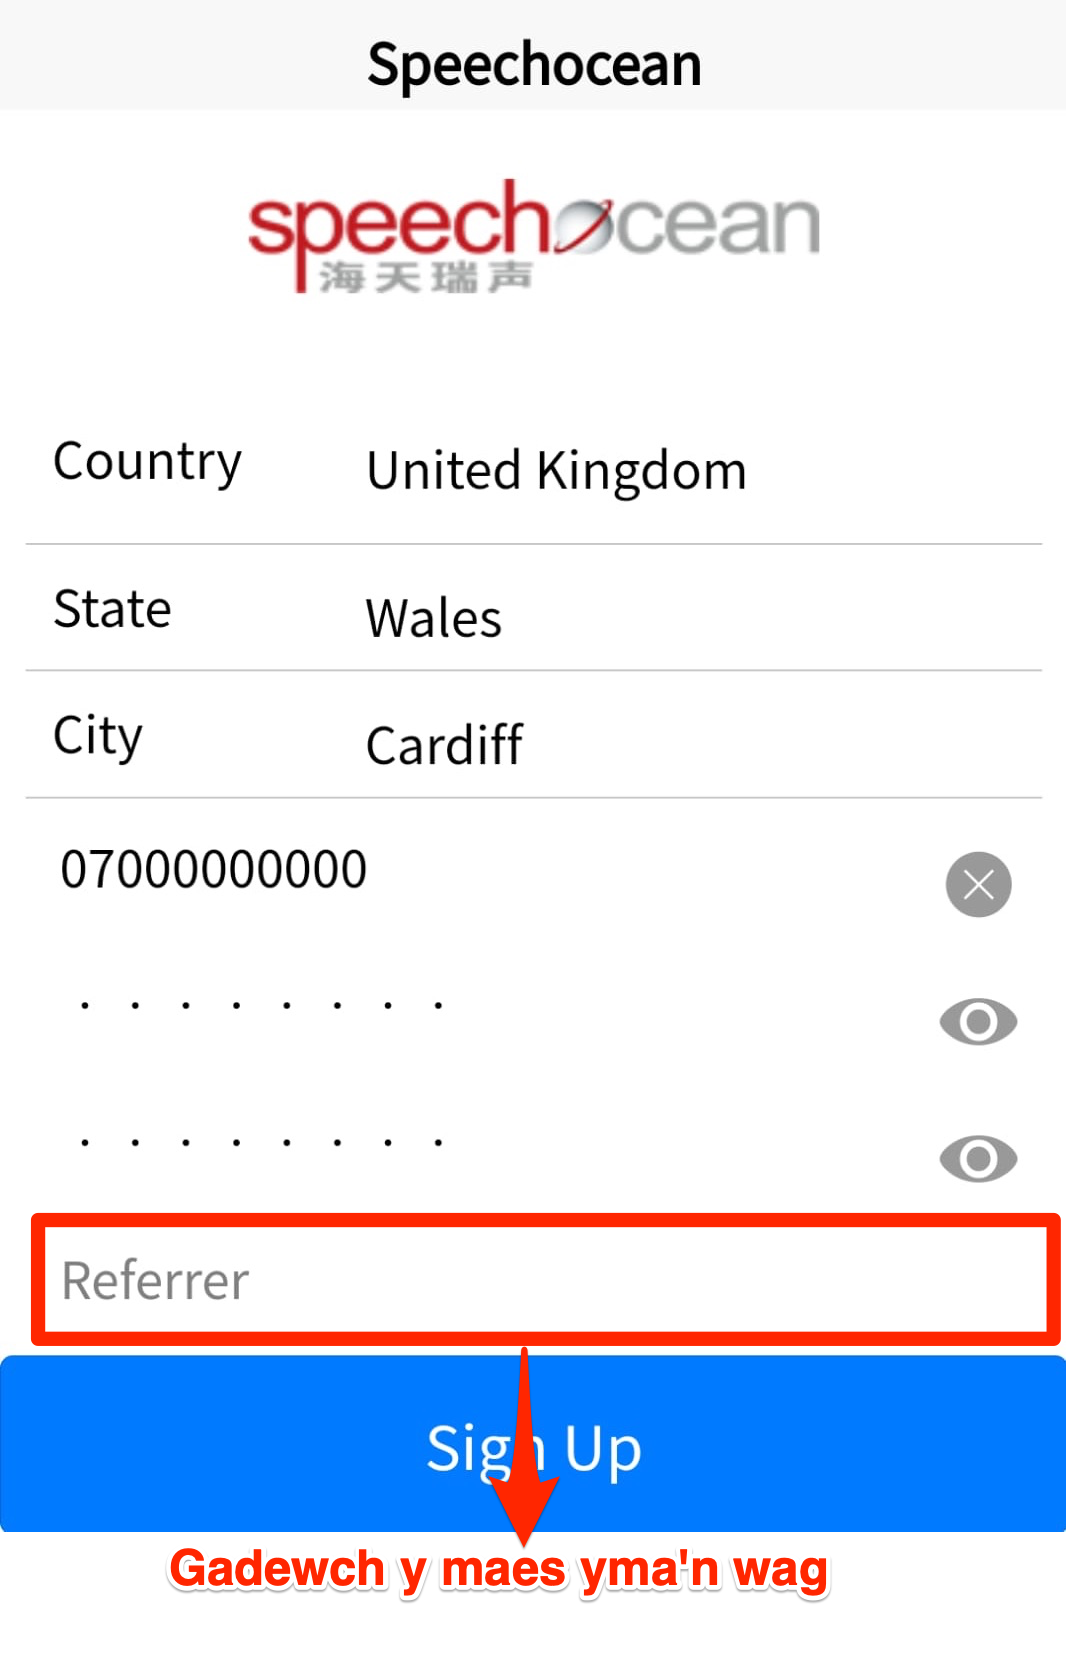 Speechocean
speechocean
海天瑞声
Country United Kingdom
State Wales
City Cardiff
07000000000
. . . . . . . .
. . . . . . . .
Referrer
Sign Up
Gadewch y maes yma'n wag